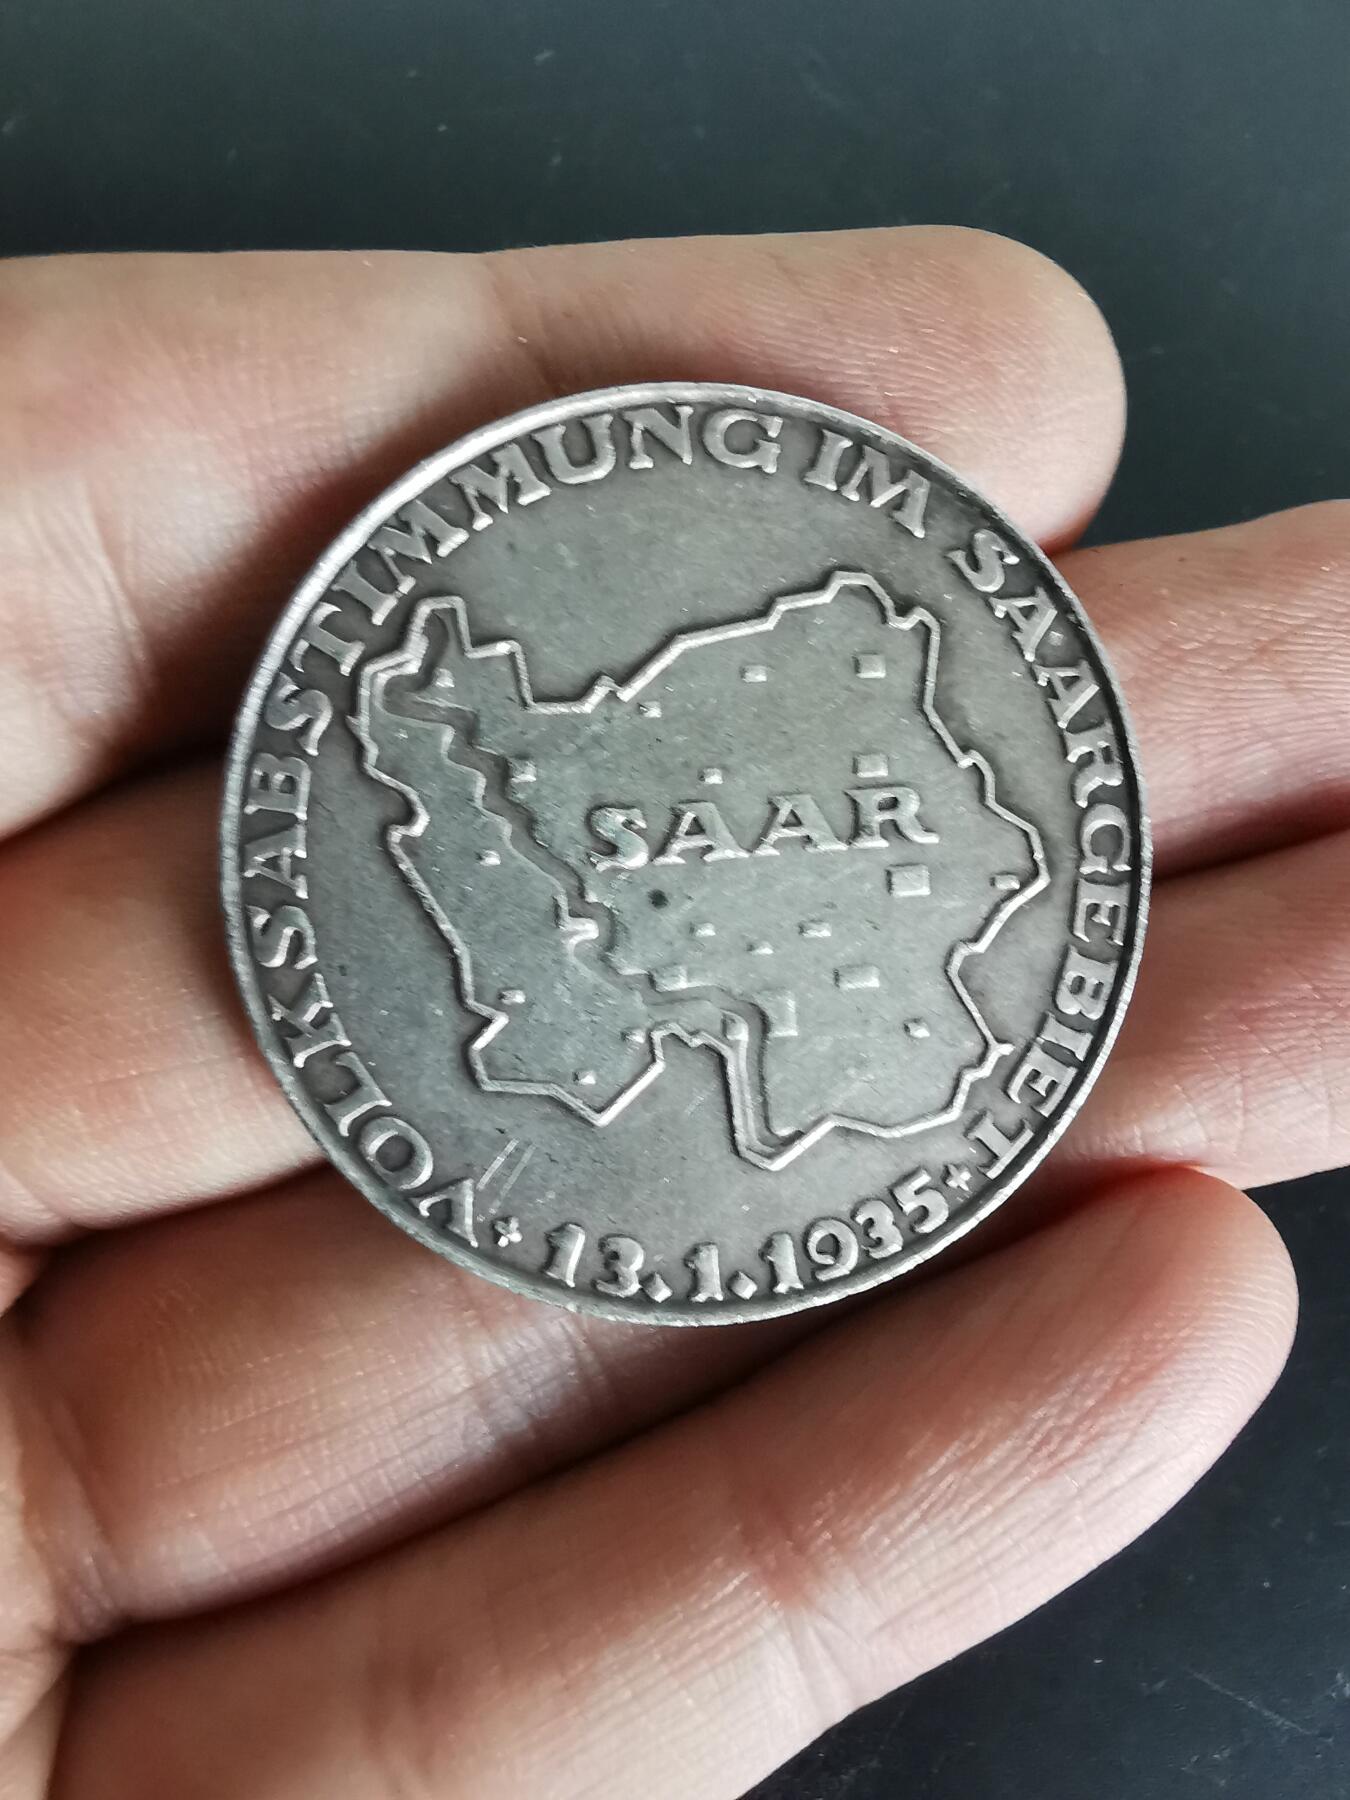 VOLKSABSTIMMUNG IM SAARGEBIET
SAAR
+ 13.1.1935 +